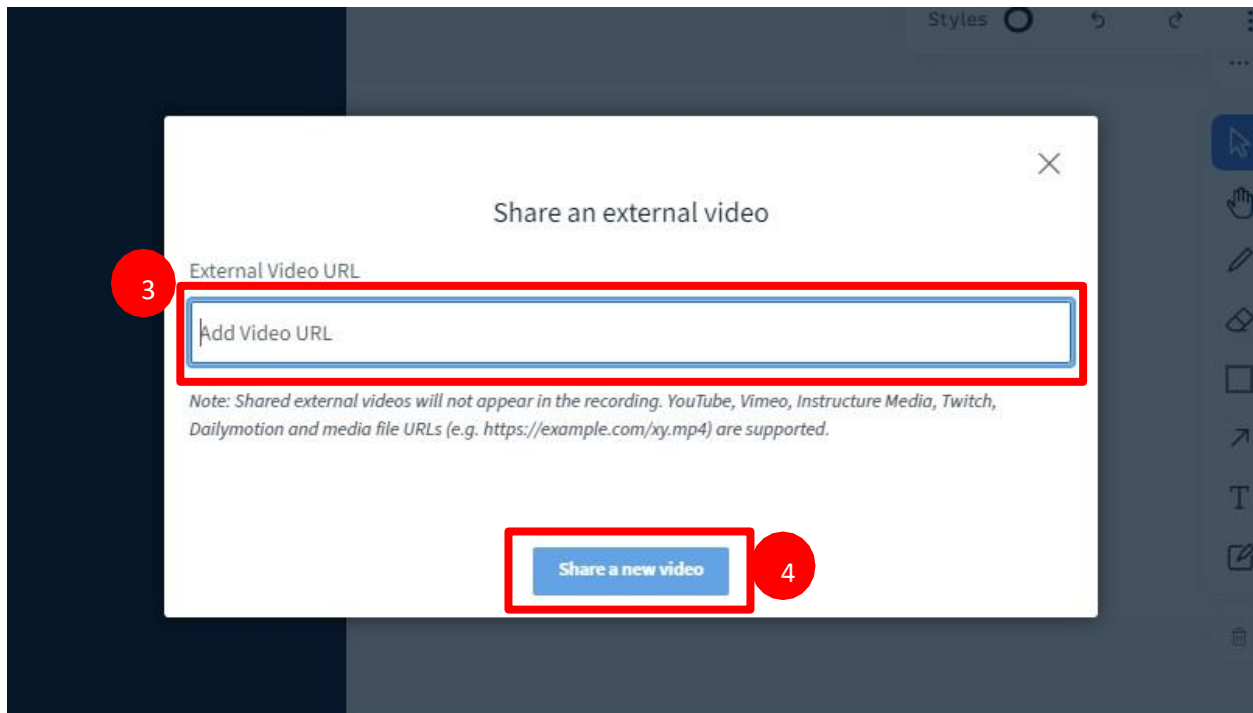 Styles
Share an external video
External Video URL
3
Add Video URL
Note: Shared external videos will not appear in the recording. YouTube, Vimeo, Instructure Media, Twitch,
Dailymotion and media file URLs (e.g. https://example.com/xy.mp4) are supported.
Share a new video
4